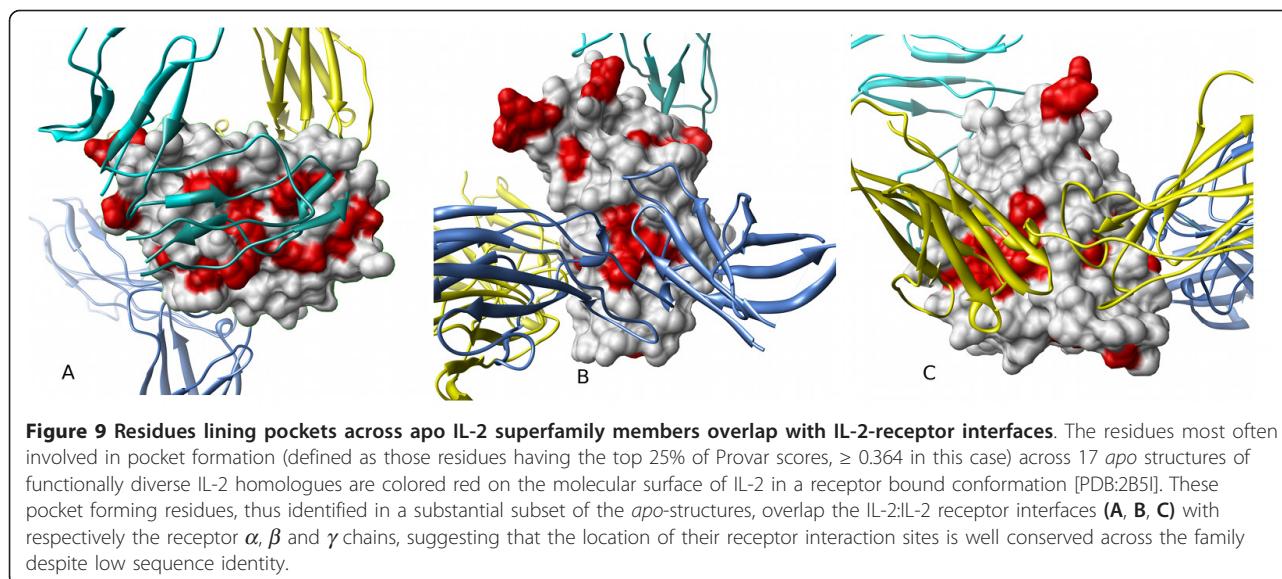 A
B
C
Figure 9 Residues lining pockets across apo IL-2 superfamily members overlap with IL-2-receptor interfaces. The residues most often
involved in pocket formation (defined as those residues having the top 25% of Provar scores, ≥ 0.364 in this case) across 17 apo structures of
functionally diverse IL-2 homologues are colored red on the molecular surface of IL-2 in a receptor bound conformation [PDB:2B5I]. These
pocket forming residues, thus identified in a substantial subset of the apo-structures, overlap the IL-2:IL-2 receptor interfaces (A, B, C) with
respectively the receptor α, β and γ chains, suggesting that the location of their receptor interaction sites is well conserved across the family
despite low sequence identity.